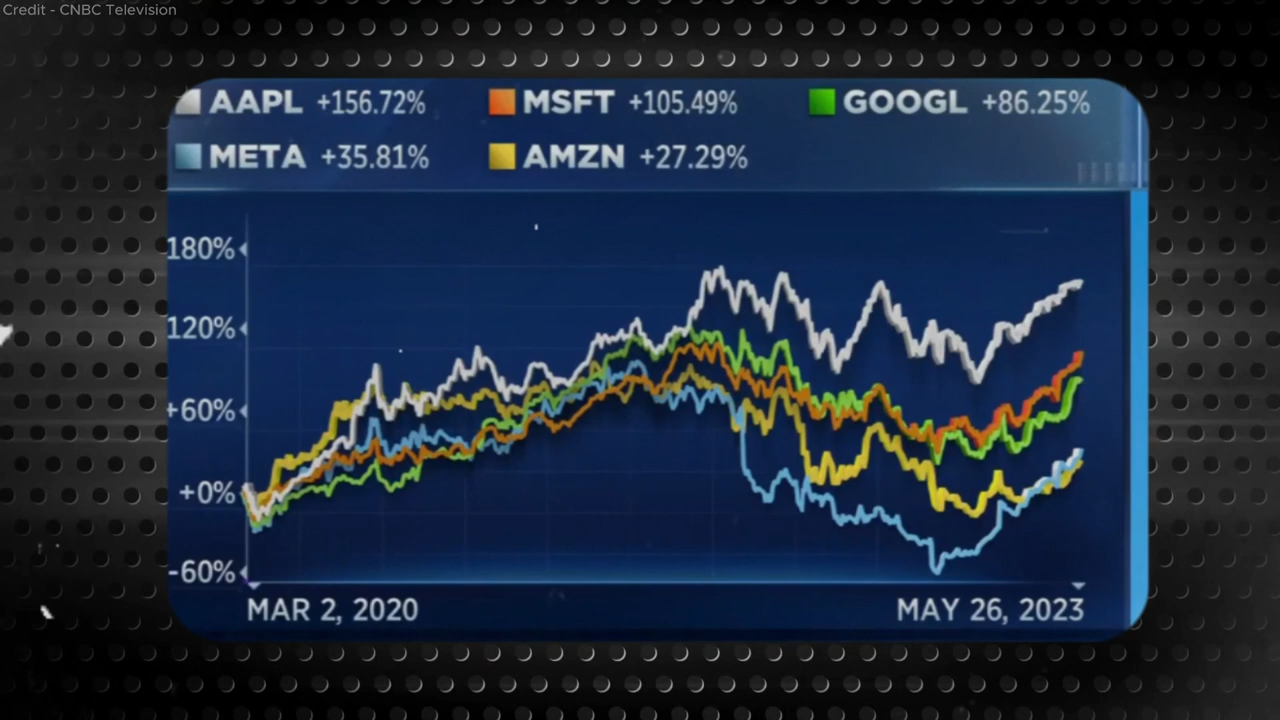 Credit - CNBC Television
AAPL +156.72% MSFT +105.49% GOOGL +86.25%
META +35.81% AMZN +27.29%
180%
120%
+60%
+0%
-60%
MAR 2, 2020 MAY 26, 2023